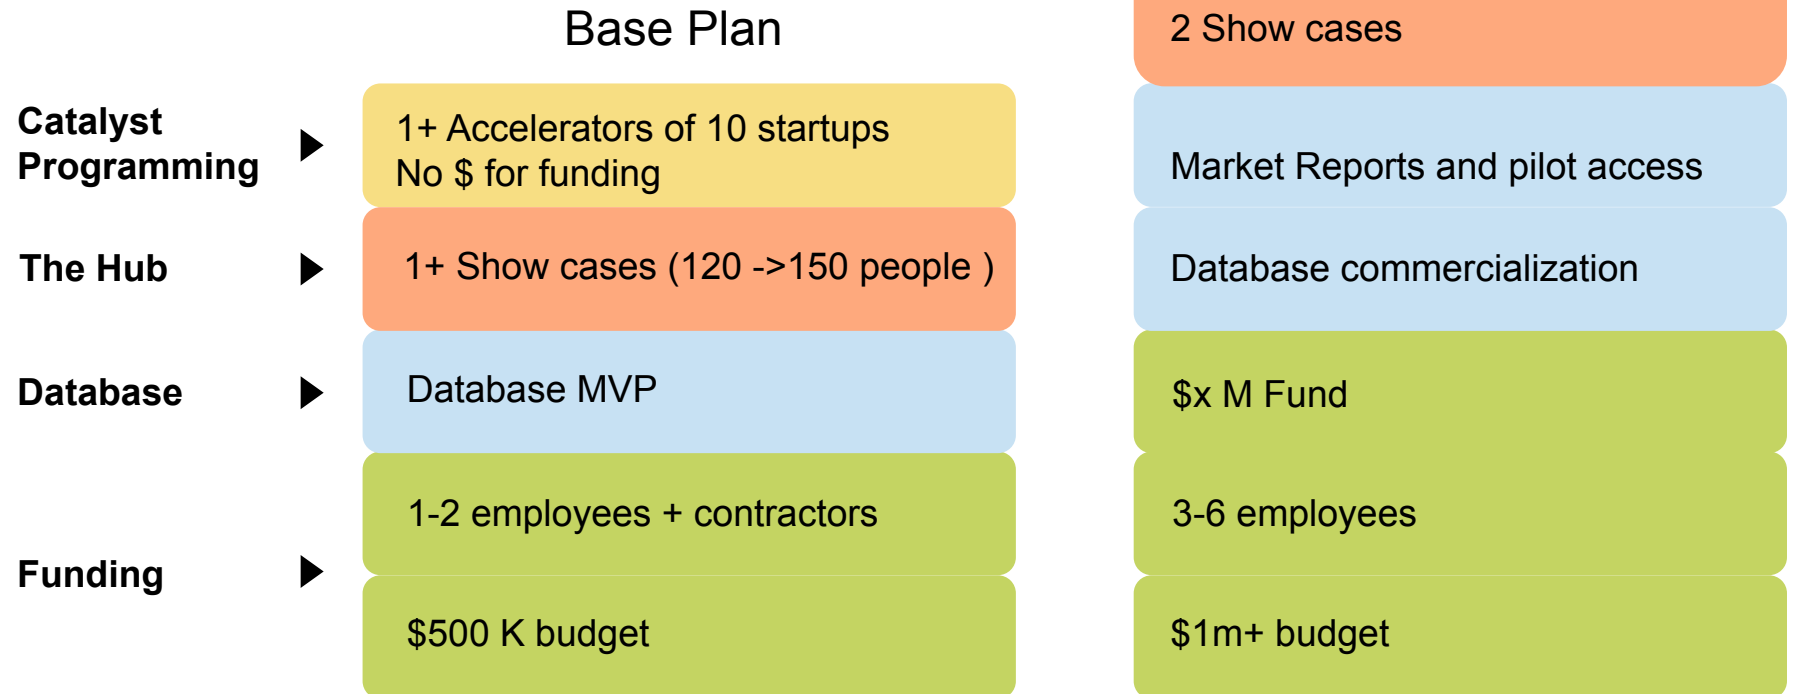 Base Plan
2 Show cases
Catalyst
Programming
1+ Accelerators of 10 startups
No $ for funding
Market Reports and pilot access
The Hub
1+ Show cases (120 ->150 people )
Database commercialization
Database
Database MVP
$x M Fund
1-2 employees + contractors
3-6 employees
Funding
$500 K budget
$1m+ budget